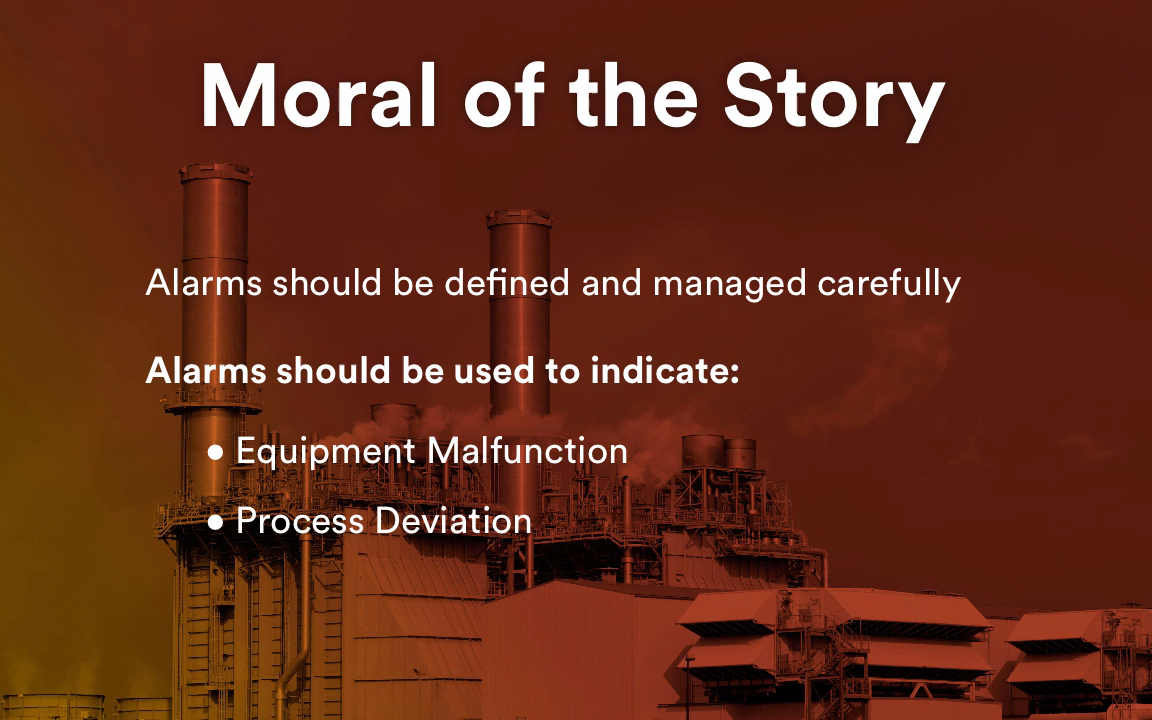 Moral of the Story
Alarms should be defined and managed carefully
Alarms should be used to indicate:
• Equipment Malfunction
• Process Deviation